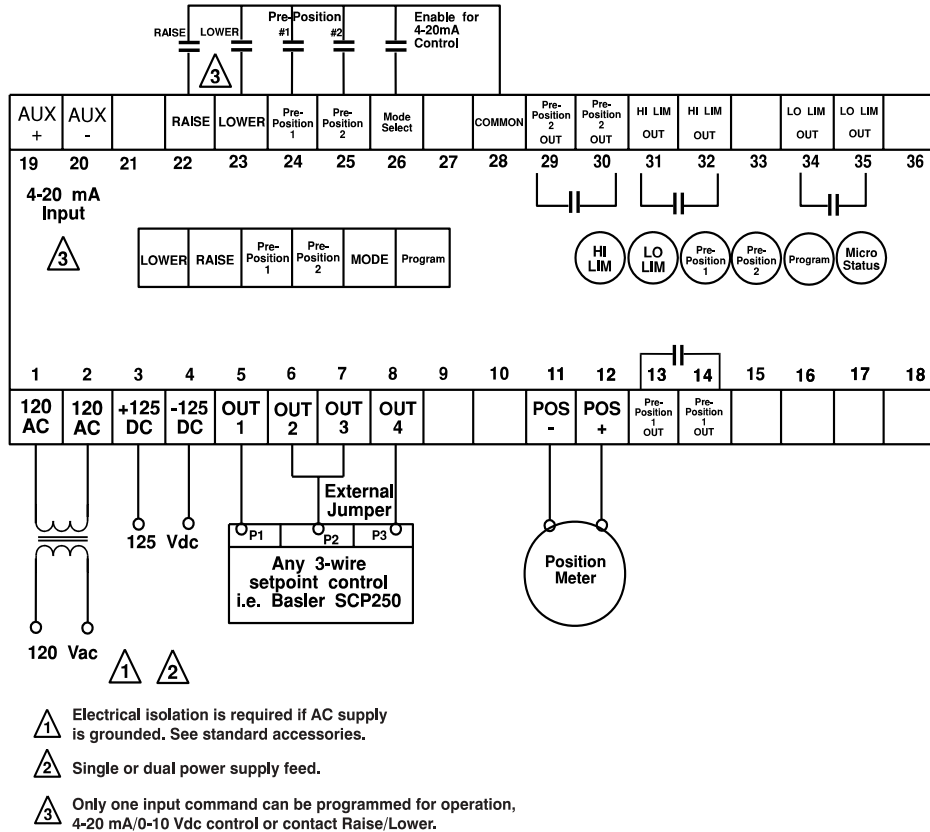 Pre-Position
Enable for
4-20mA
Control
RAISE LOWER #1 #2
3
AUX + AUX - RAISE LOWER Pre-Position 1 Pre-Position 2 Mode Select COMMON Pre-Position 2 OUT Pre-Position 2 OUT HI LIM OUT HI LIM OUT LO LIM OUT LO LIM OUT
19 20 21 22 23 24 25 26 27 28 29 30 31 32 33 34 35 36
4-20 mA
Input
3
LOWER RAISE Pre-Position 1 Pre-Position 2 MODE Program
HI LIM LO LIM Pre-Position 1 Pre-Position 2 Program Micro Status
1 2 3 4 5 6 7 8 9 10 11 12 13 14 15 16 17 18
120 AC 120 AC +125 DC -125 DC OUT 1 OUT 2 OUT 3 OUT 4 POS - POS + Pre-Position 1 OUT Pre-Position 1 OUT
External
Jumper
125 Vdc
P1 P2 P3
Any 3-wire
setpoint control
i.e. Basler SCP250
Position
Meter
120 Vac
1 2
1 Electrical isolation is required if AC supply
is grounded. See standard accessories.
2 Single or dual power supply feed.
3 Only one input command can be programmed for operation,
4-20 mA/0-10 Vdc control or contact Raise/Lower.